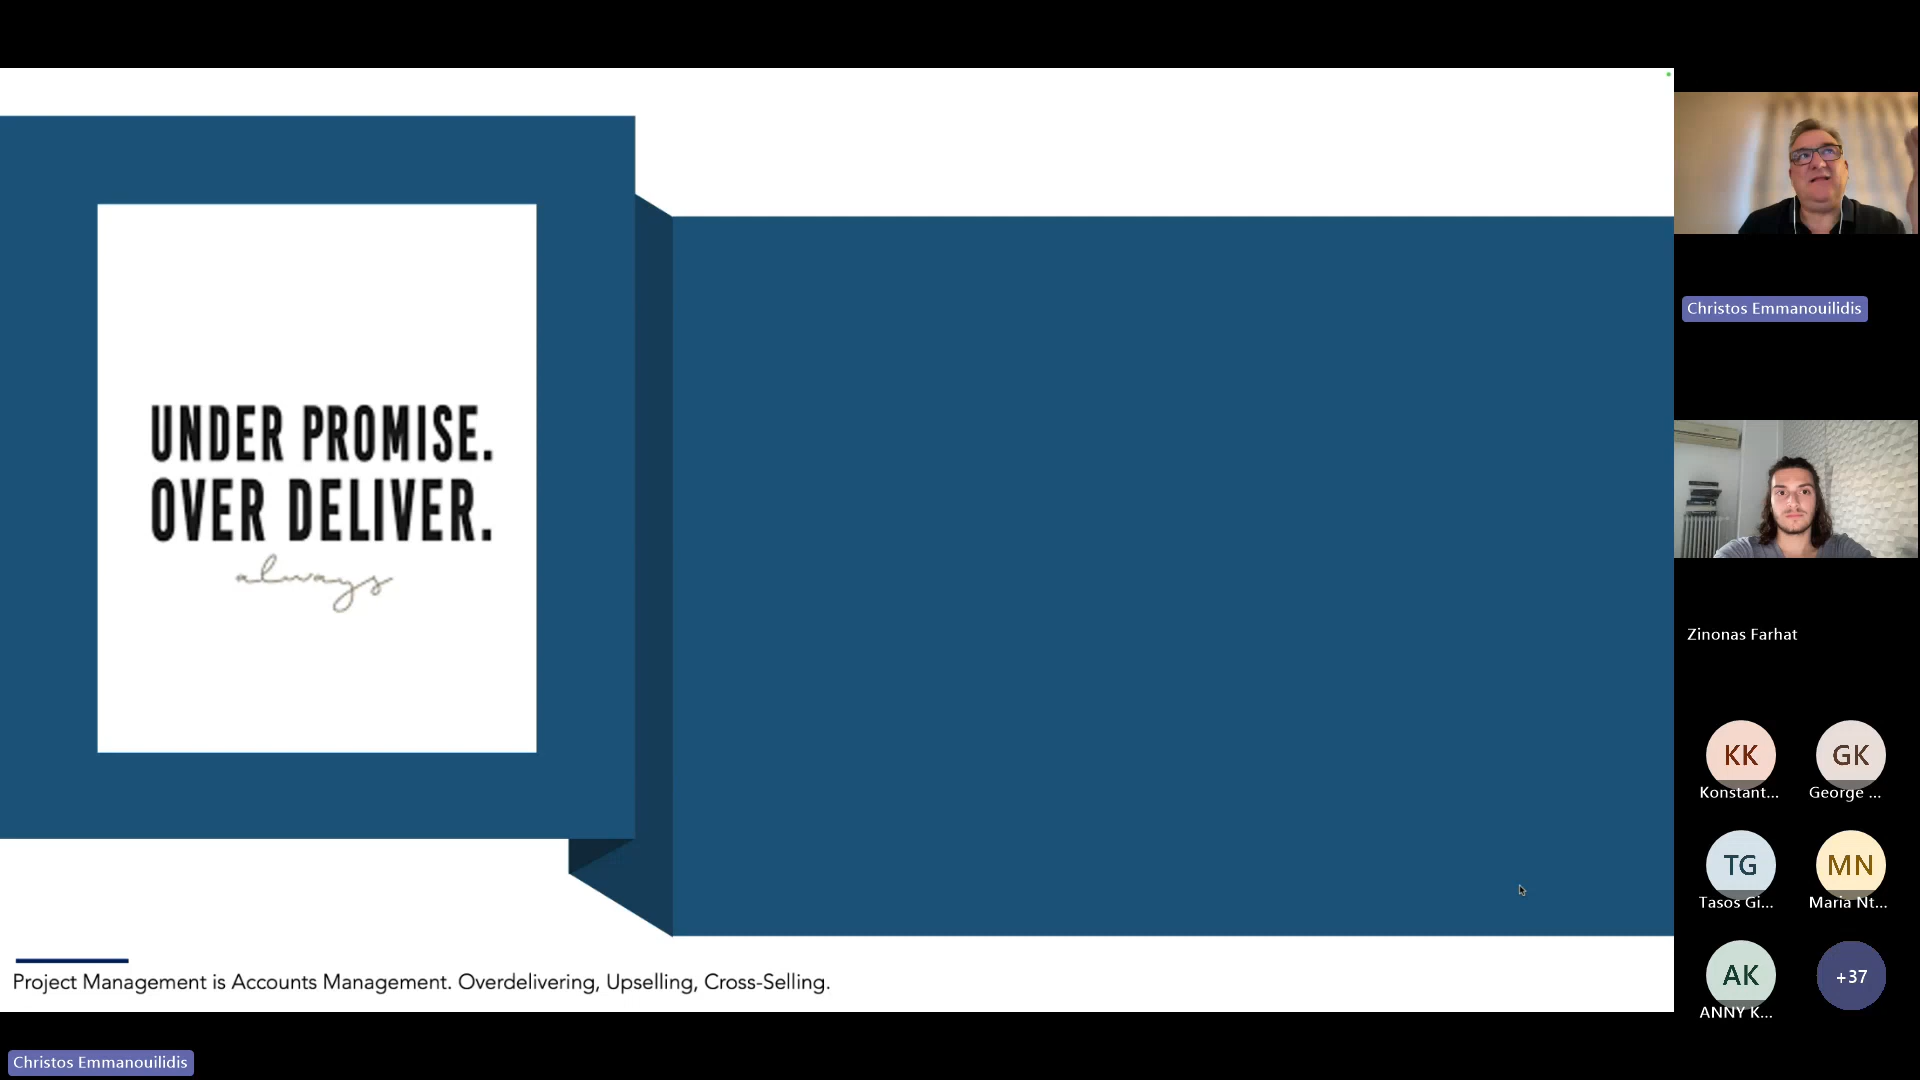 UNDER PROMISE.
OVER DELIVER.
always
Project Management is Accounts Management. Overdelivering, Upselling, Cross-Selling.
Christos Emmanouilidis
Christos Emmanouilidis
Zinonas Farhat
KK
GK
Konstant...
George ...
TG
MN
Tasos Gi...
Maria Nt...
AK
+37
ANNY K...